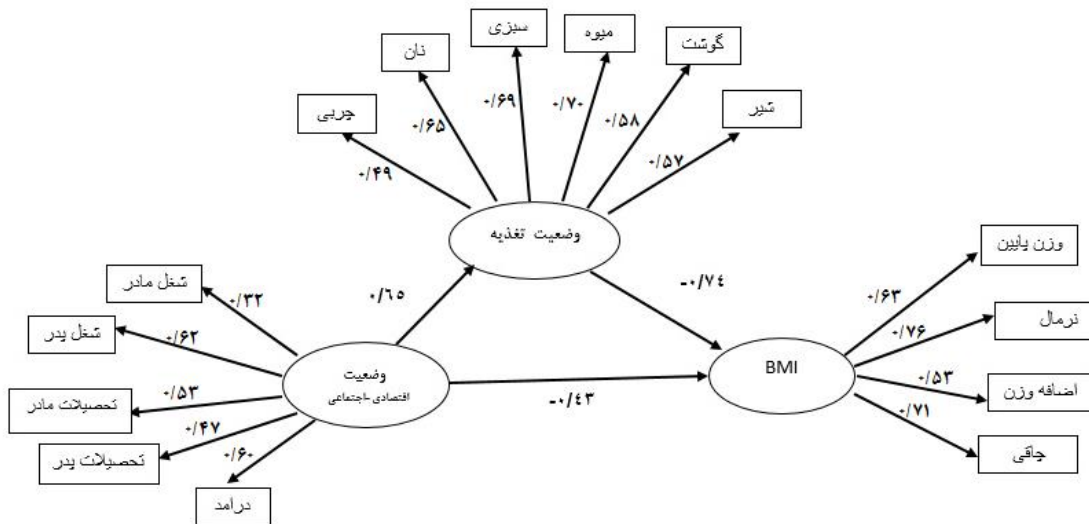 سبزی
میوه
گوشت
نان
شیر
چربی
۰/۶۹
۰/۷۰
۰/۵۸
۰/۶۵
۰/۵۷
۰/۴۹
وضعیت تغذیه
وزن پایین
شغل مادر
۰/۳۲
۰/٦٥
-۰/۷٤
۰/۶۳
نرمال
شغل پدر
۰/۶۲
۰/۷۶
وضعیت
اقتصادی-اجتماعی
BMI
-۰/٤۳
تحصیلات مادر
۰/۵۳
۰/۵۳
اضافه وزن
۰/۴۷
۰/۷۱
تحصیلات پدر
۰/۶۰
چاقی
درامد